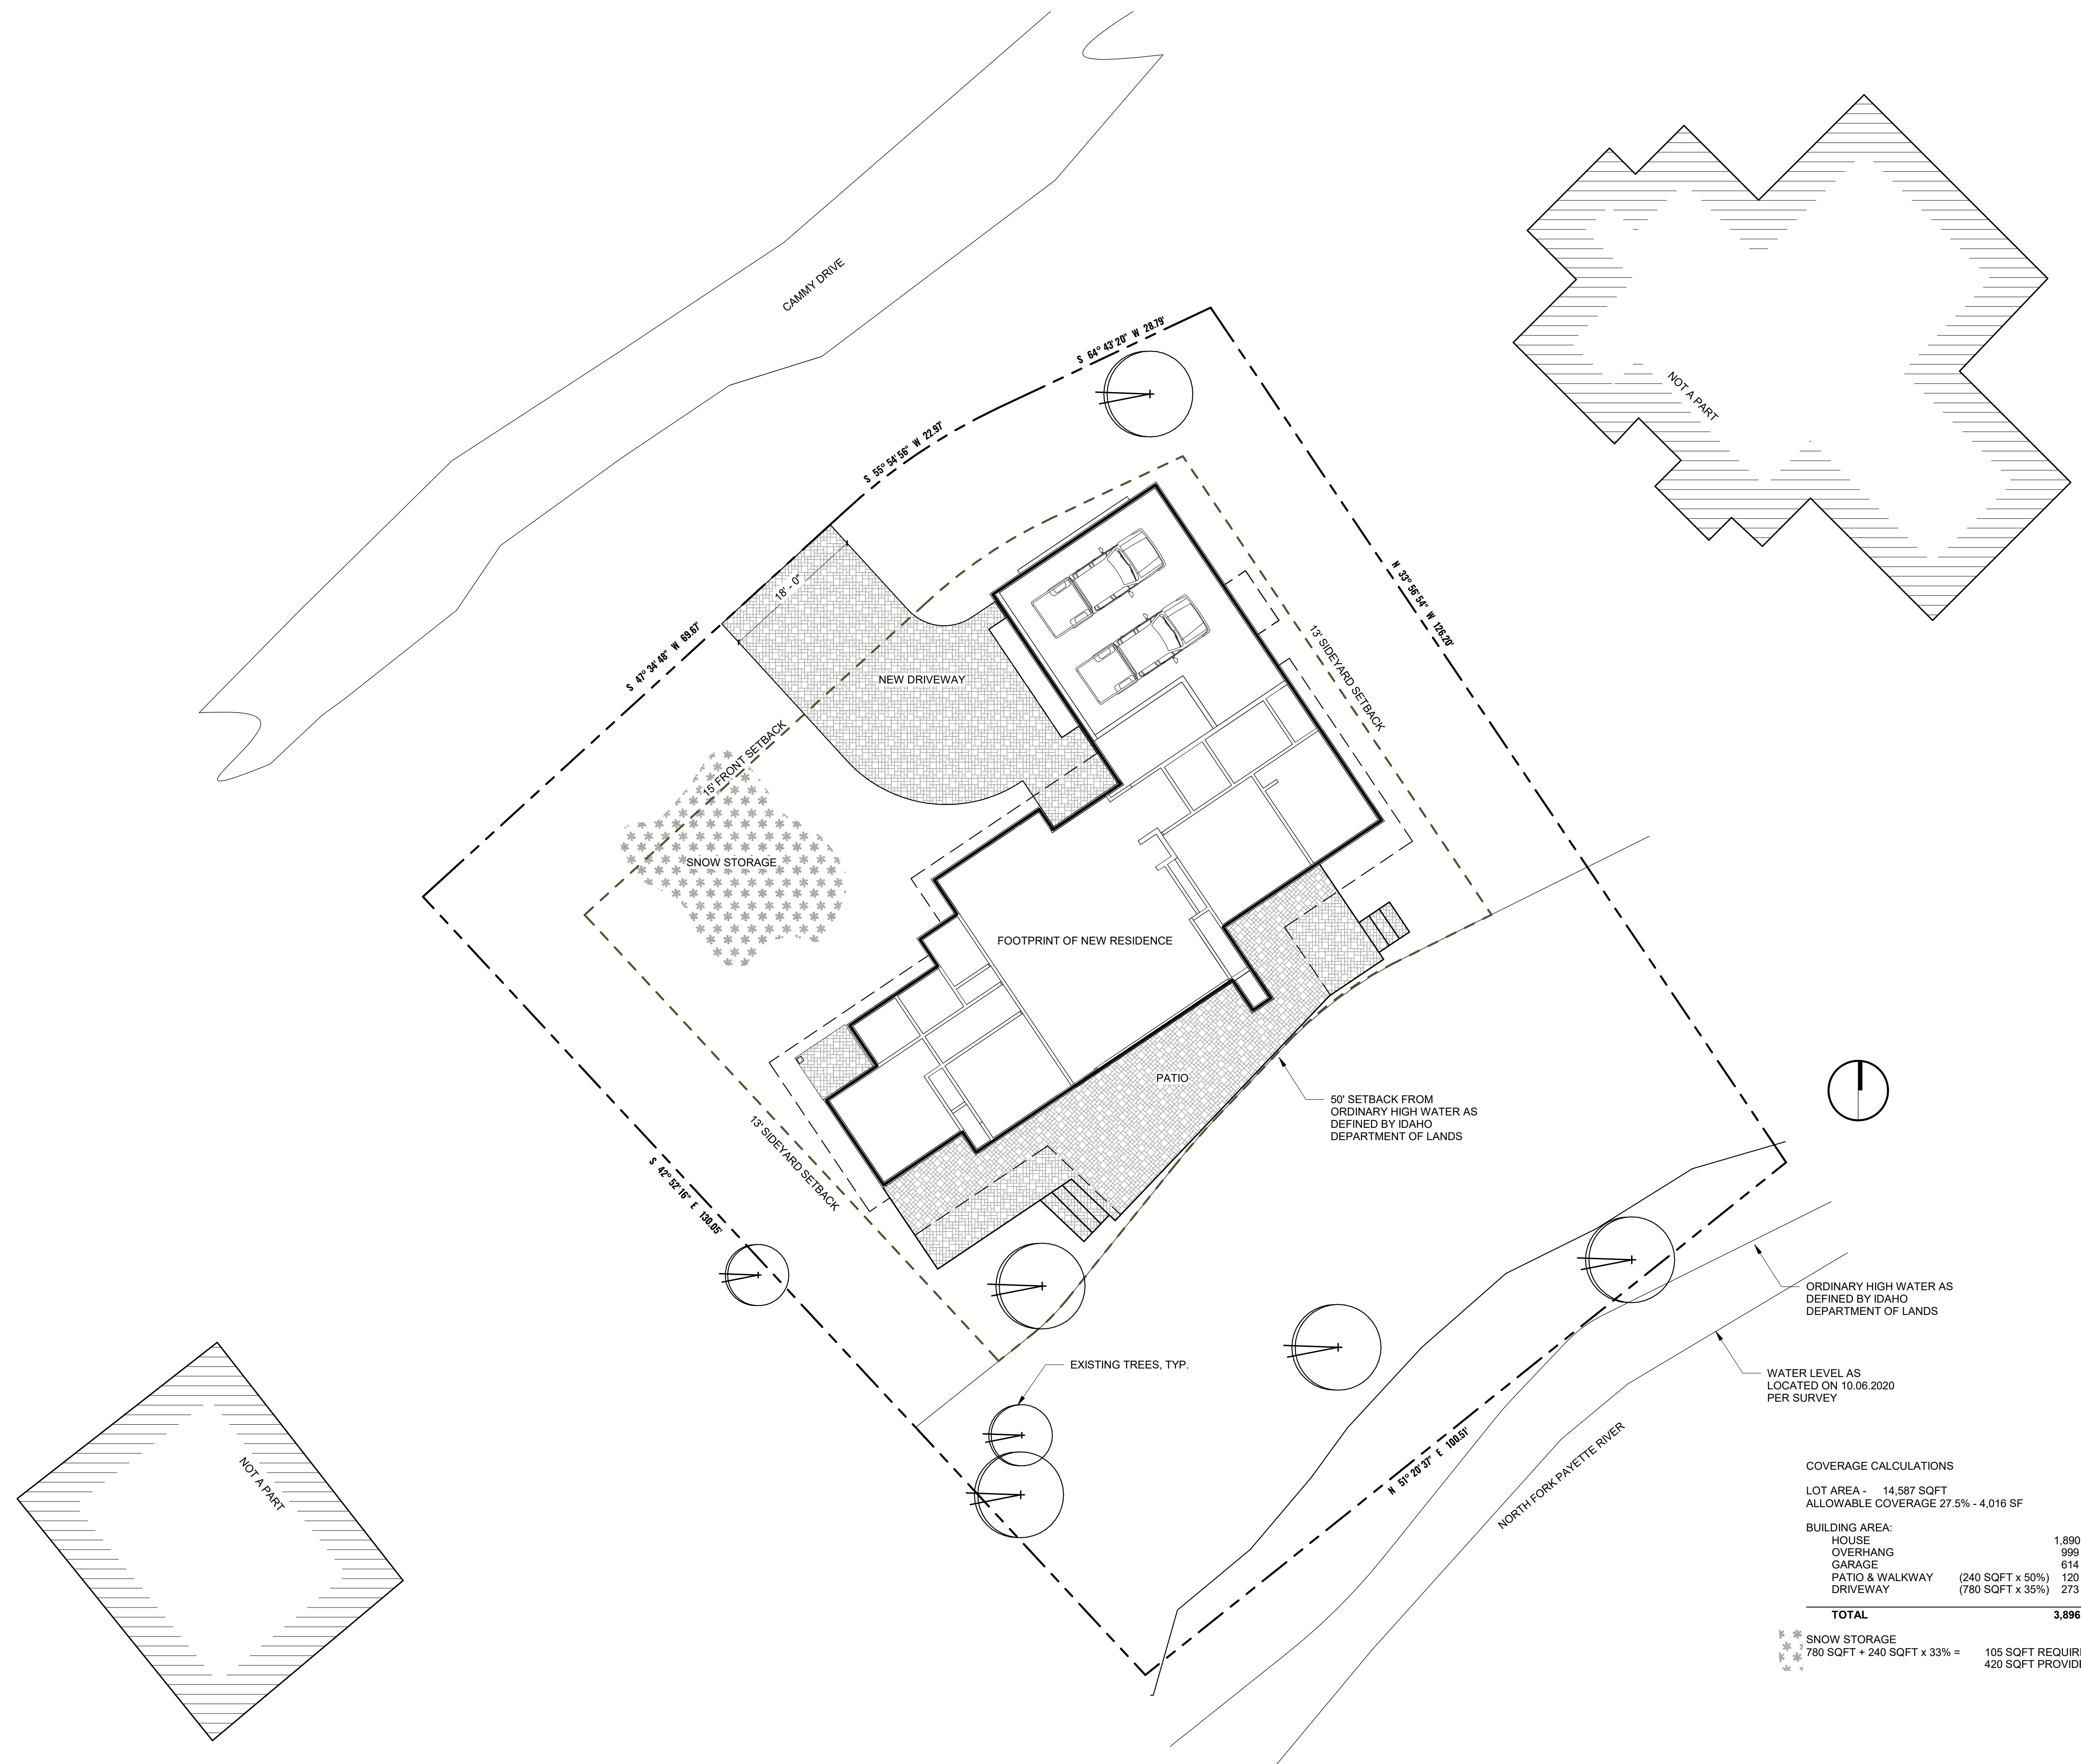 CAMMY DRIVE
S 64° 43' 20" W 28.79'
S 55° 54' 56" W 22.97'
NOT A PART
18' - 0"
N 33° 56' 54" W 126.20'
S 47° 34' 48" W 69.67'
13' SIDEYARD SETBACK
NEW DRIVEWAY
15' FRONT SETBACK
SNOW STORAGE
FOOTPRINT OF NEW RESIDENCE
PATIO
50' SETBACK FROM
ORDINARY HIGH WATER AS
DEFINED BY IDAHO
DEPARTMENT OF LANDS
13' SIDEYARD SETBACK
S 42° 52' 16" E 130.05'
ORDINARY HIGH WATER AS
DEFINED BY IDAHO
DEPARTMENT OF LANDS
EXISTING TREES, TYP.
WATER LEVEL AS
LOCATED ON 10.06.2020
PER SURVEY
N 51° 20' 37" E 100.51'
NORTH FORK PAYETTE RIVER
NOT A PART
COVERAGE CALCULATIONS
LOT AREA - 14,587 SQFT
ALLOWABLE COVERAGE 27.5% - 4,016 SF
BUILDING AREA:
HOUSE 1,890
OVERHANG 999
GARAGE 614
PATIO & WALKWAY (240 SQFT x 50%) 120
DRIVEWAY (780 SQFT x 35%) 273
TOTAL 3,896
SNOW STORAGE
780 SQFT + 240 SQFT x 33% = 105 SQFT REQUIR
420 SQFT PROVID